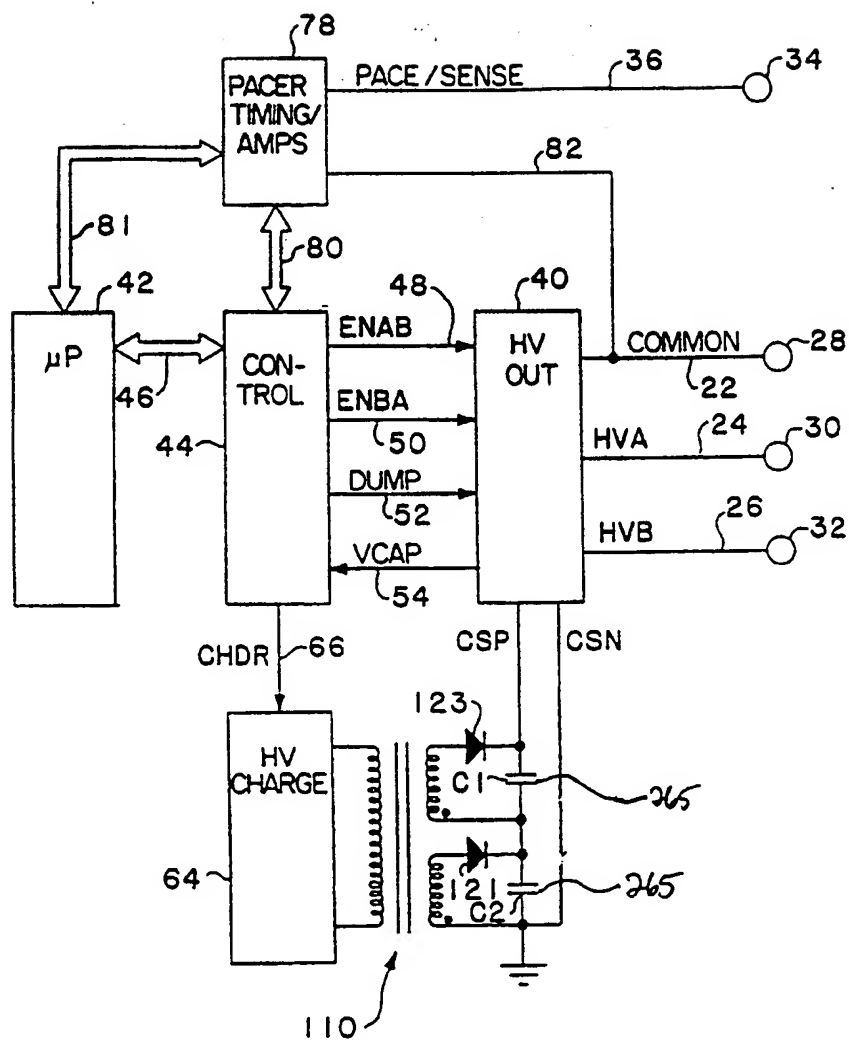 78
PACER
TIMING/
AMPS
PACE/SENSE
36
34
82
81
80
42
µP
46
CON-
TROL
44
ENAB
48
ENBA
50
DUMP
52
VCAP
54
40
HV
OUT
COMMON
22
28
HVA
24
30
HVB
26
32
CHDR
66
CSP
CSN
HV
CHARGE
64
123
C1
265
121
C2
265
110